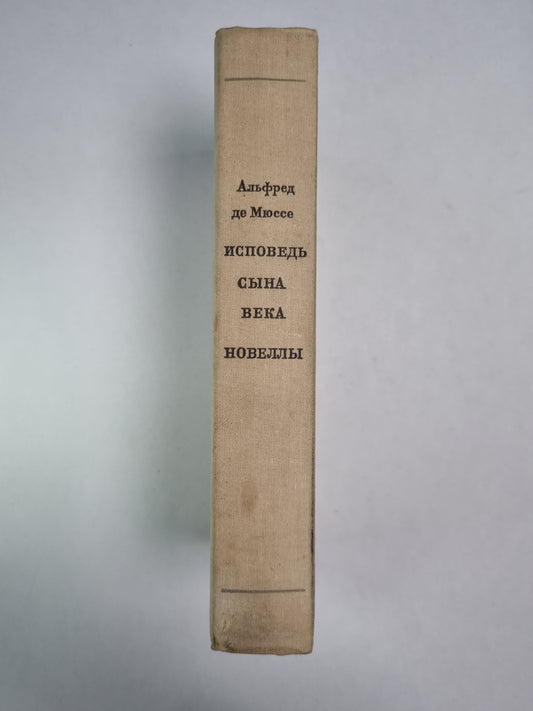 Альфред
де Мюссе
ИСПОВЕДЬ
СЫНА
ВЕКА
НОВЕЛЛЫ